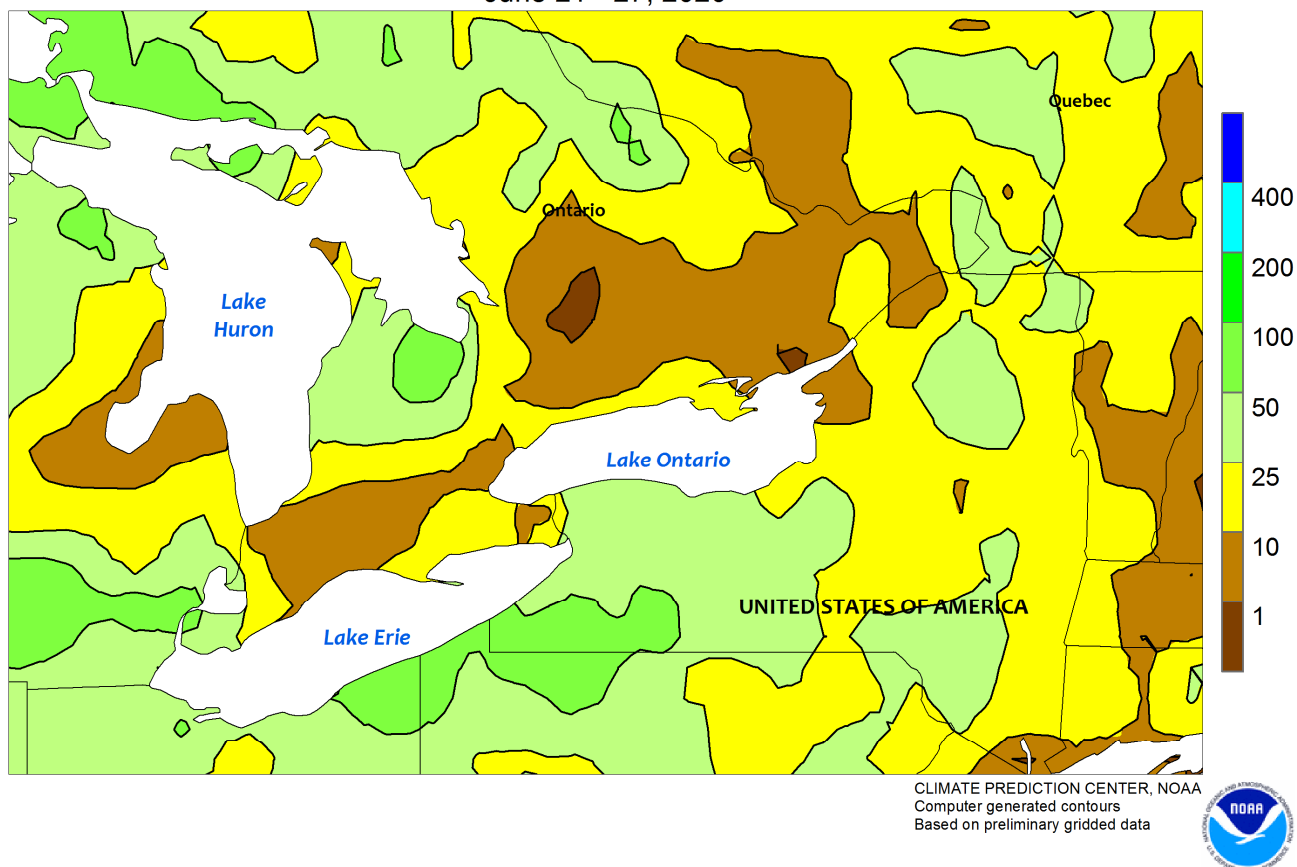 Quebec
Ontario
Lake
Huron
Lake Ontario
UNITED STATES OF AMERICA
Lake Erie
400
200
100
50
25
10
1
CLIMATE PREDICTION CENTER, NOAA
Computer generated contours
Based on preliminary gridded data
NOAA